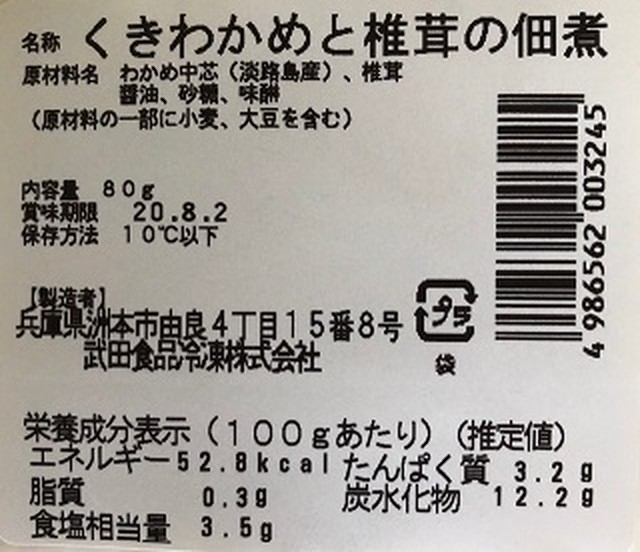 名称 くきわかめと椎茸の佃煮
原材料名 わかめ中芯（淡路島産）、椎茸
醤油、砂糖、味醂
（原材料の一部に小麦、大豆を含む）
内容量 ８０ｇ
賞味期限 20.8.2
保存方法 １０℃以下
【製造者】
兵庫県洲本市由良４丁目１５番８号
武田食品冷凍株式会社
プラ
袋
4 986562 003245
栄養成分表示（１００ｇあたり）（推定値）
エネルギー52.8kcal たんぱく質 3.2g
脂質 0.3g 炭水化物 12.2g
食塩相当量 3.5g